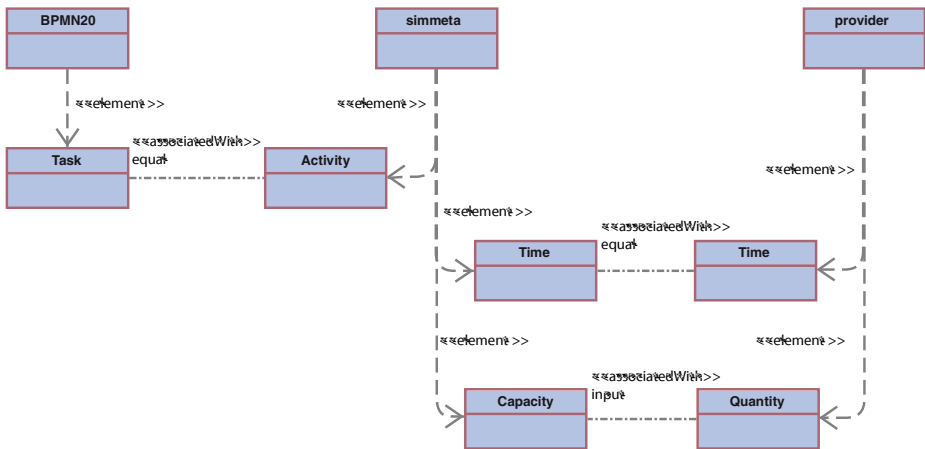 BPMN20
simmeta
provider
<<element>>
<<element>>
<<associatedWith>>
equal
Task
Activity
<<element>>
<<element>>
<<associatedWith>>
equal
Time
Time
<<element>>
<<element>>
<<associatedWith>>
input
Capacity
Quantity